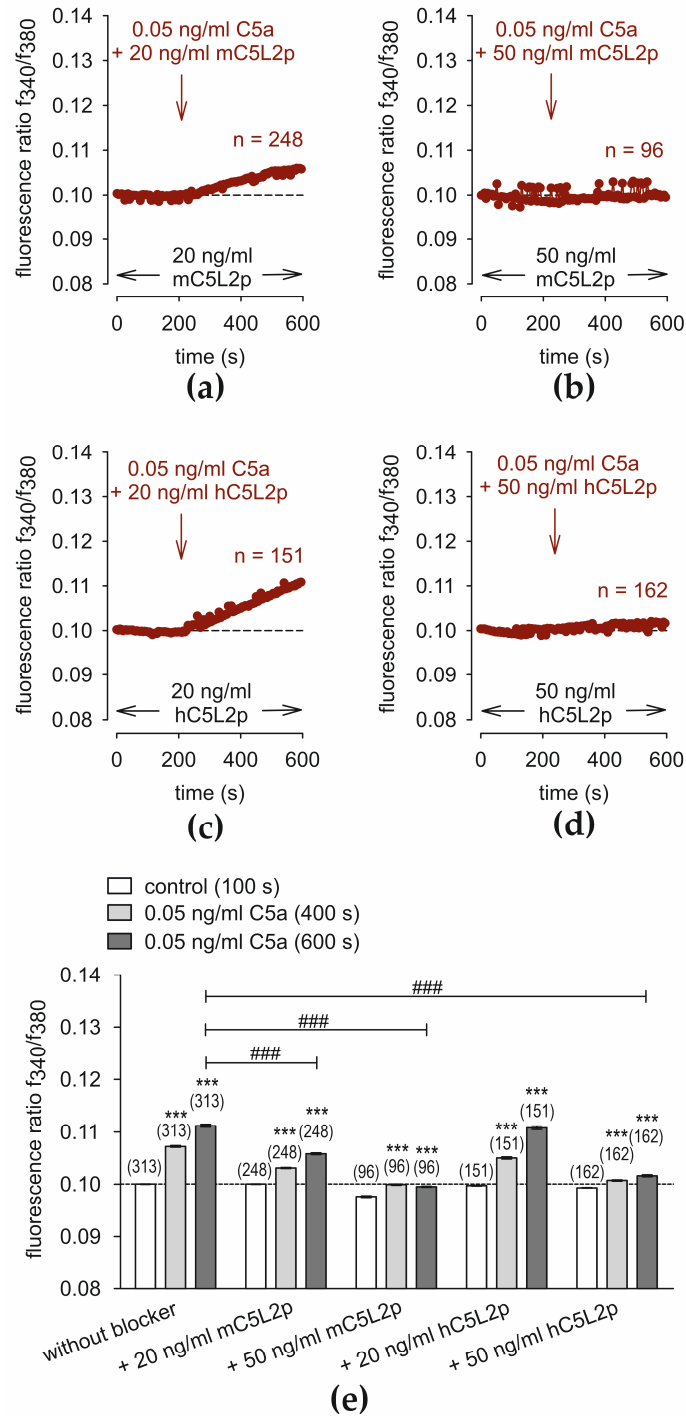 0.05 ng/ml C5a
+ 20 ng/ml mC5L2p
n = 248
20 ng/ml
mC5L2p
fluorescence ratio f340/f380
0.14
0.13
0.12
0.11
0.10
0.09
0.08
0 200 400 600
time (s)
(a)
0.05 ng/ml C5a
+ 50 ng/ml mC5L2p
n = 96
50 ng/ml
mC5L2p
fluorescence ratio f340/f380
0.14
0.13
0.12
0.11
0.10
0.09
0.08
0 200 400 600
time (s)
(b)
0.05 ng/ml C5a
+ 20 ng/ml hC5L2p
n = 151
20 ng/ml
hC5L2p
fluorescence ratio f340/f380
0.14
0.13
0.12
0.11
0.10
0.09
0.08
0 200 400 600
time (s)
(c)
0.05 ng/ml C5a
+ 50 ng/ml hC5L2p
n = 162
50 ng/ml
hC5L2p
fluorescence ratio f340/f380
0.14
0.13
0.12
0.11
0.10
0.09
0.08
0 200 400 600
time (s)
(d)
control (100 s)
0.05 ng/ml C5a (400 s)
0.05 ng/ml C5a (600 s)
fluorescence ratio f340/f380
0.14
0.13
0.12
0.11
0.10
0.09
0.08
###
###
###
(313)
***
(313)
***
(313)
(248)
***
(248)
***
(248)
(96)
***
(96)
***
(96)
(151)
***
(151)
***
(151)
(162)
***
(162)
***
(162)
without blocker
+ 20 ng/ml mC5L2p
+ 50 ng/ml mC5L2p
+ 20 ng/ml hC5L2p
+ 50 ng/ml hC5L2p
(e)